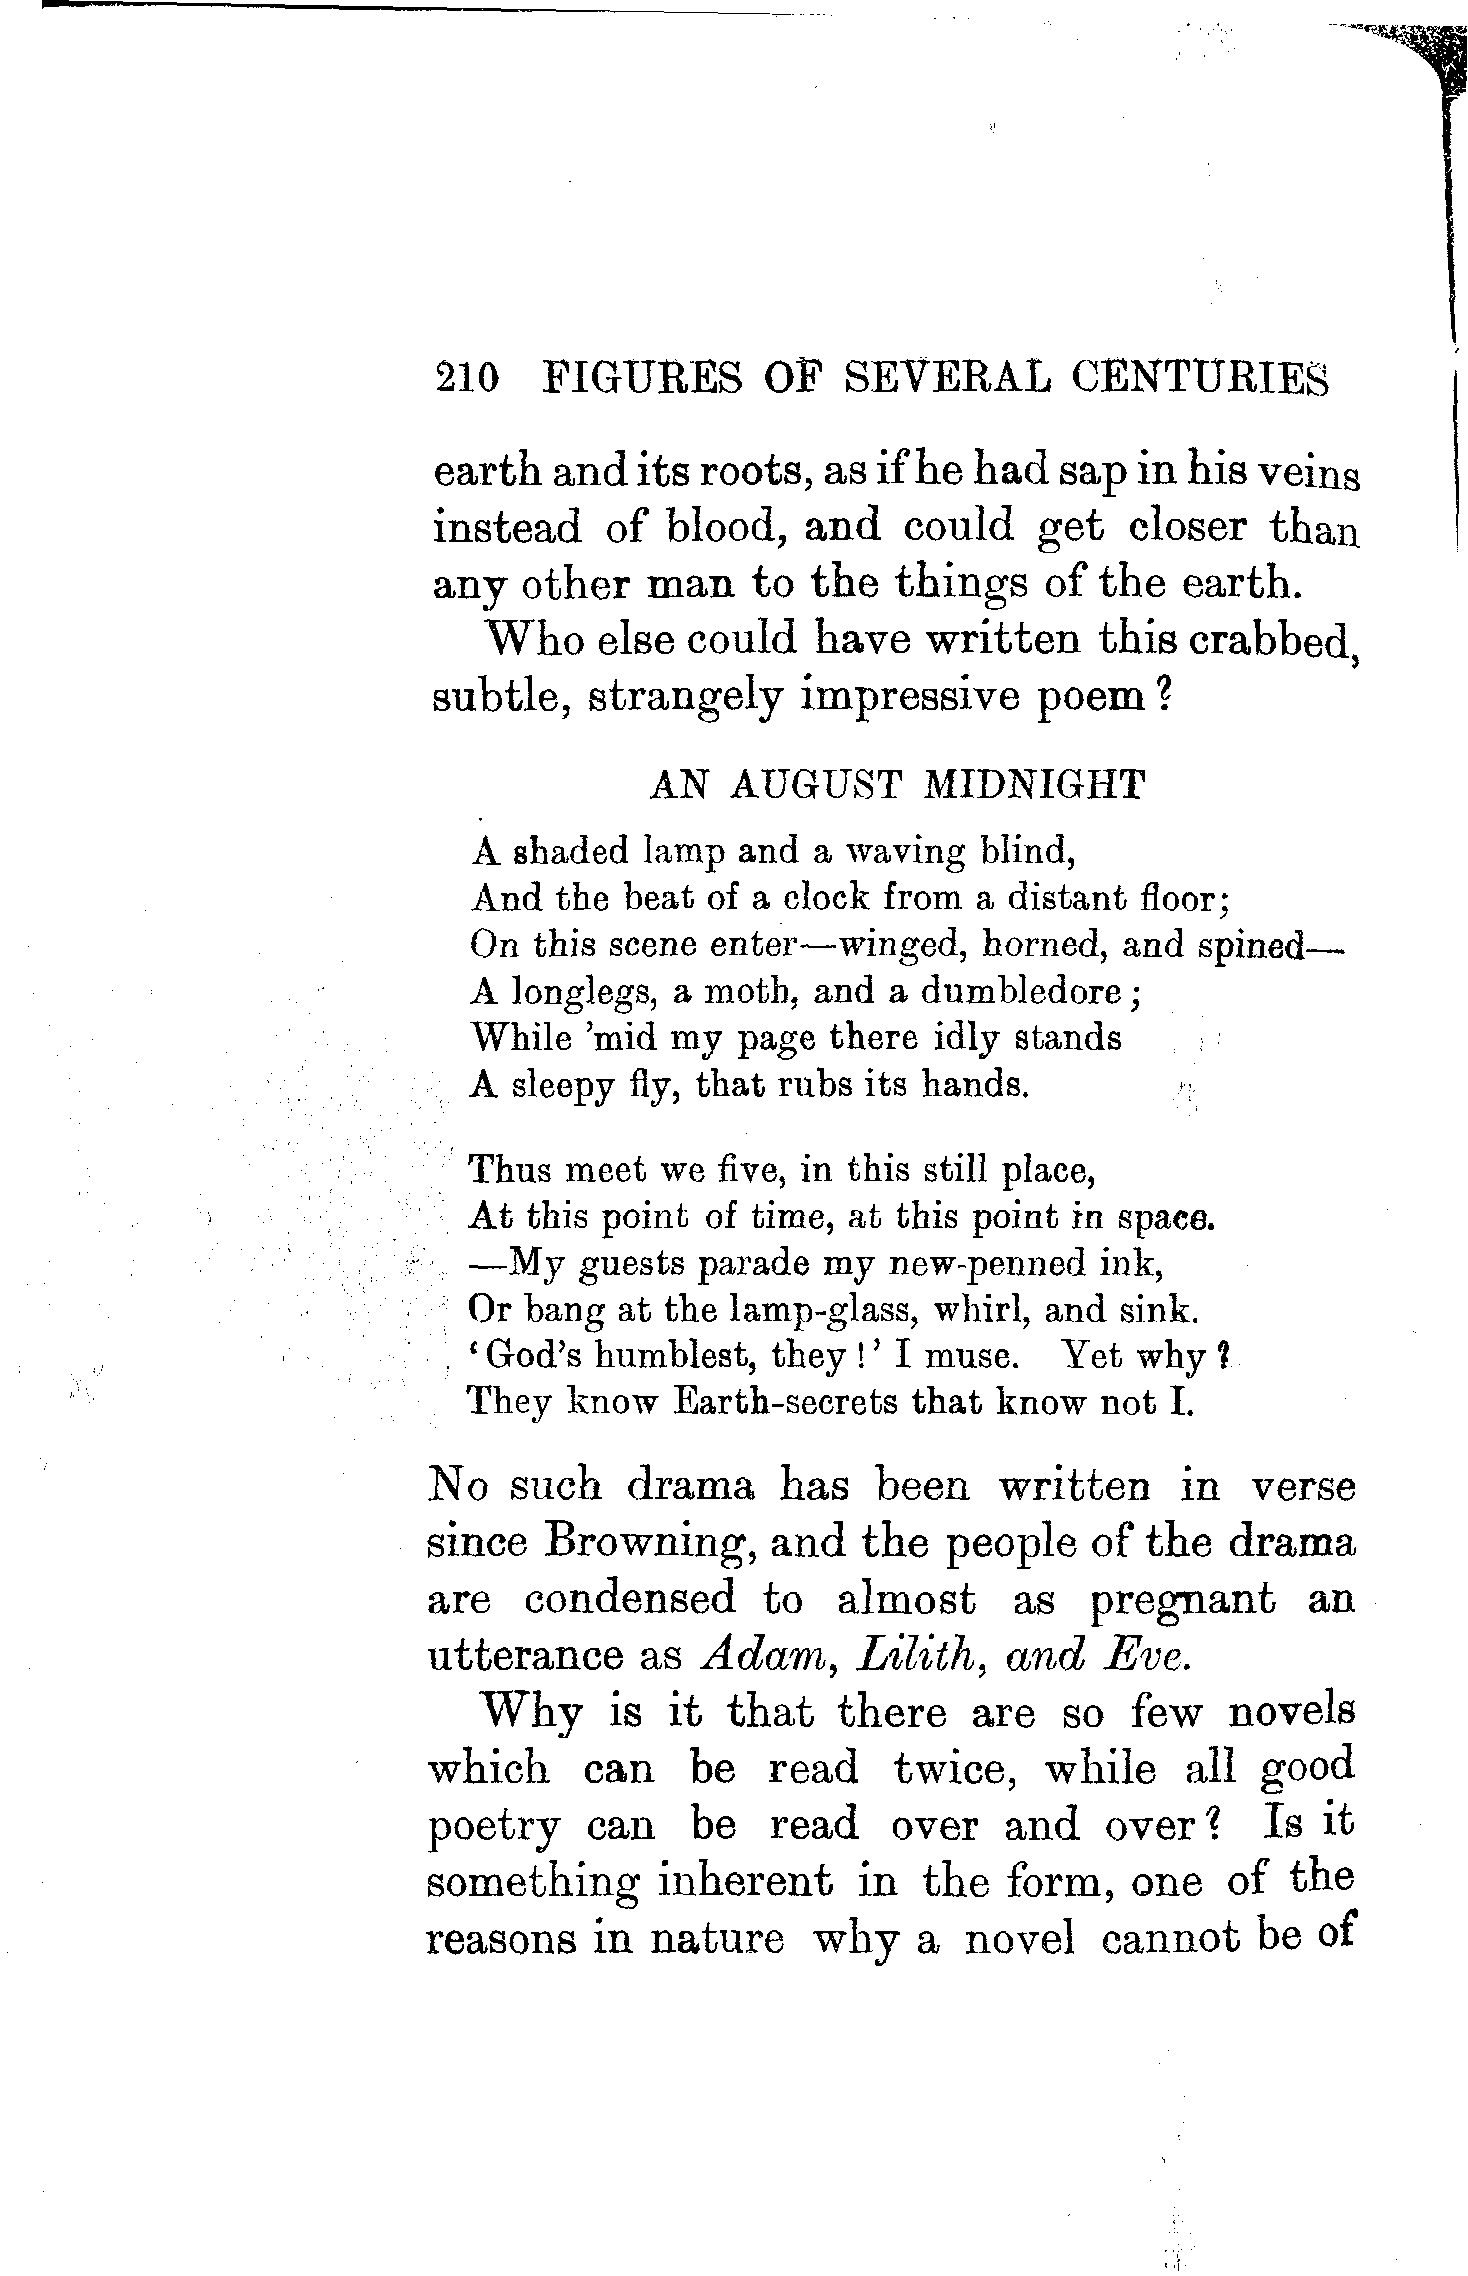 210 FIGURES OF SEVERAL CENTURIES
earth and its roots, as if he had sap in his veins
instead of blood, and could get closer than
any other man to the things of the earth.
Who else could have written this crabbed,
subtle, strangely impressive poem?
AN AUGUST MIDNIGHT
A shaded lamp and a waving blind,
And the beat of a clock from a distant floor;
On this scene enter—winged, horned, and spined—
A longlegs, a moth, and a dumbledore;
While 'mid my page there idly stands
A sleepy fly, that rubs its hands.
Thus meet we five, in this still place,
At this point of time, at this point in space.
—My guests parade my new-penned ink,
Or bang at the lamp-glass, whirl, and sink.
'God's humblest, they!' I muse. Yet why?
They know Earth-secrets that know not I.
No such drama has been written in verse
since Browning, and the people of the drama
are condensed to almost as pregnant an
utterance as Adam, Lilith, and Eve.
Why is it that there are so few novels
which can be read twice, while all good
poetry can be read over and over? Is it
something inherent in the form, one of the
reasons in nature why a novel cannot be of